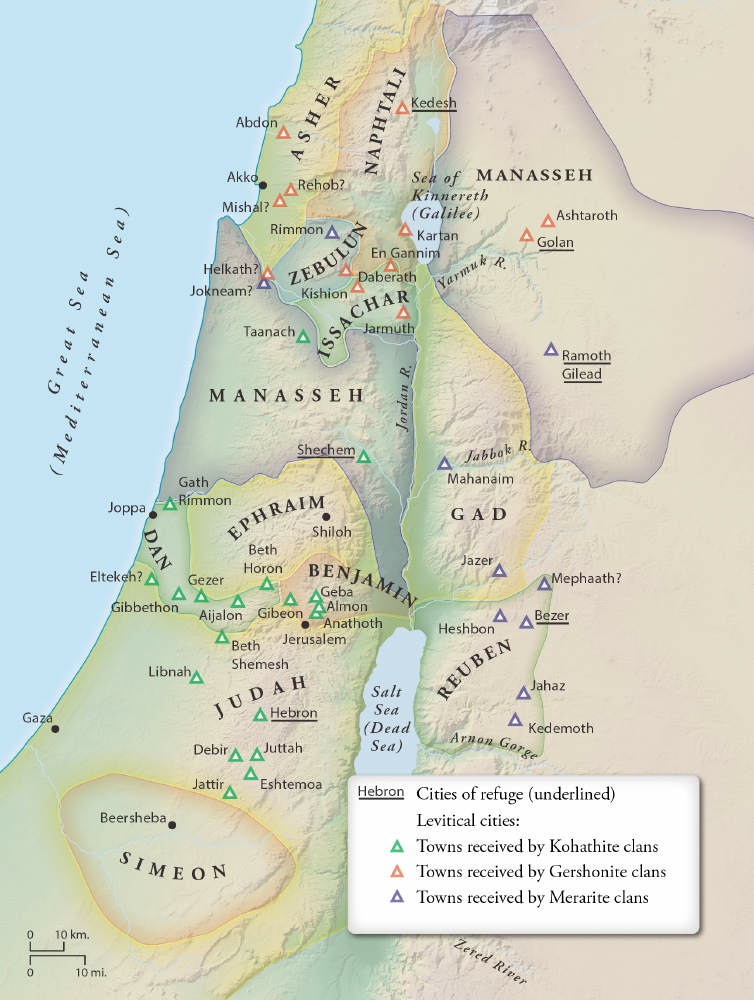 ASHER
NAPHTALI
Kedesh
Abdon
Akko
Rehob?
Mishal?
Sea of
Kinnereth
(Galilee)
MANASSEH
Ashtaroth
Golan
Rimmon
ZEBULUN
Kartan
En Gannim
Yarmuk R.
Helkath?
Daberath
Jokneam?
Kishion
ISSACHAR
Jarmuth
Taanach
Great Sea
(Mediterranean Sea)
Ramoth
Gilead
MANASSEH
Jordan R.
Shechem
Jabbok R.
Mahanaim
Gath
Rimmon
Joppa
EPHRAIM
Shiloh
GAD
DAN
Beth
Horon
BENJAMIN
Jazer
Eltekeh?
Gezer
Mephaath?
Gibbethon
Aijalon
Gibeon
Geba
Almon
Anathoth
Heshbon
Bezer
Jerusalem
Beth
Shemesh
REUBEN
Libnah
JUDAH
Salt
Sea
(Dead
Sea)
Jahaz
Hebron
Kedemoth
Gaza
Arnon Gorge
Debir
Juttah
Jattir
Eshtemoa
Beersheba
SIMEON
Hebron Cities of refuge (underlined)
Levitical cities:
Towns received by Kohathite clans
Towns received by Gershonite clans
Towns received by Merarite clans
0 10 km.
0 10 mi.
Zered River